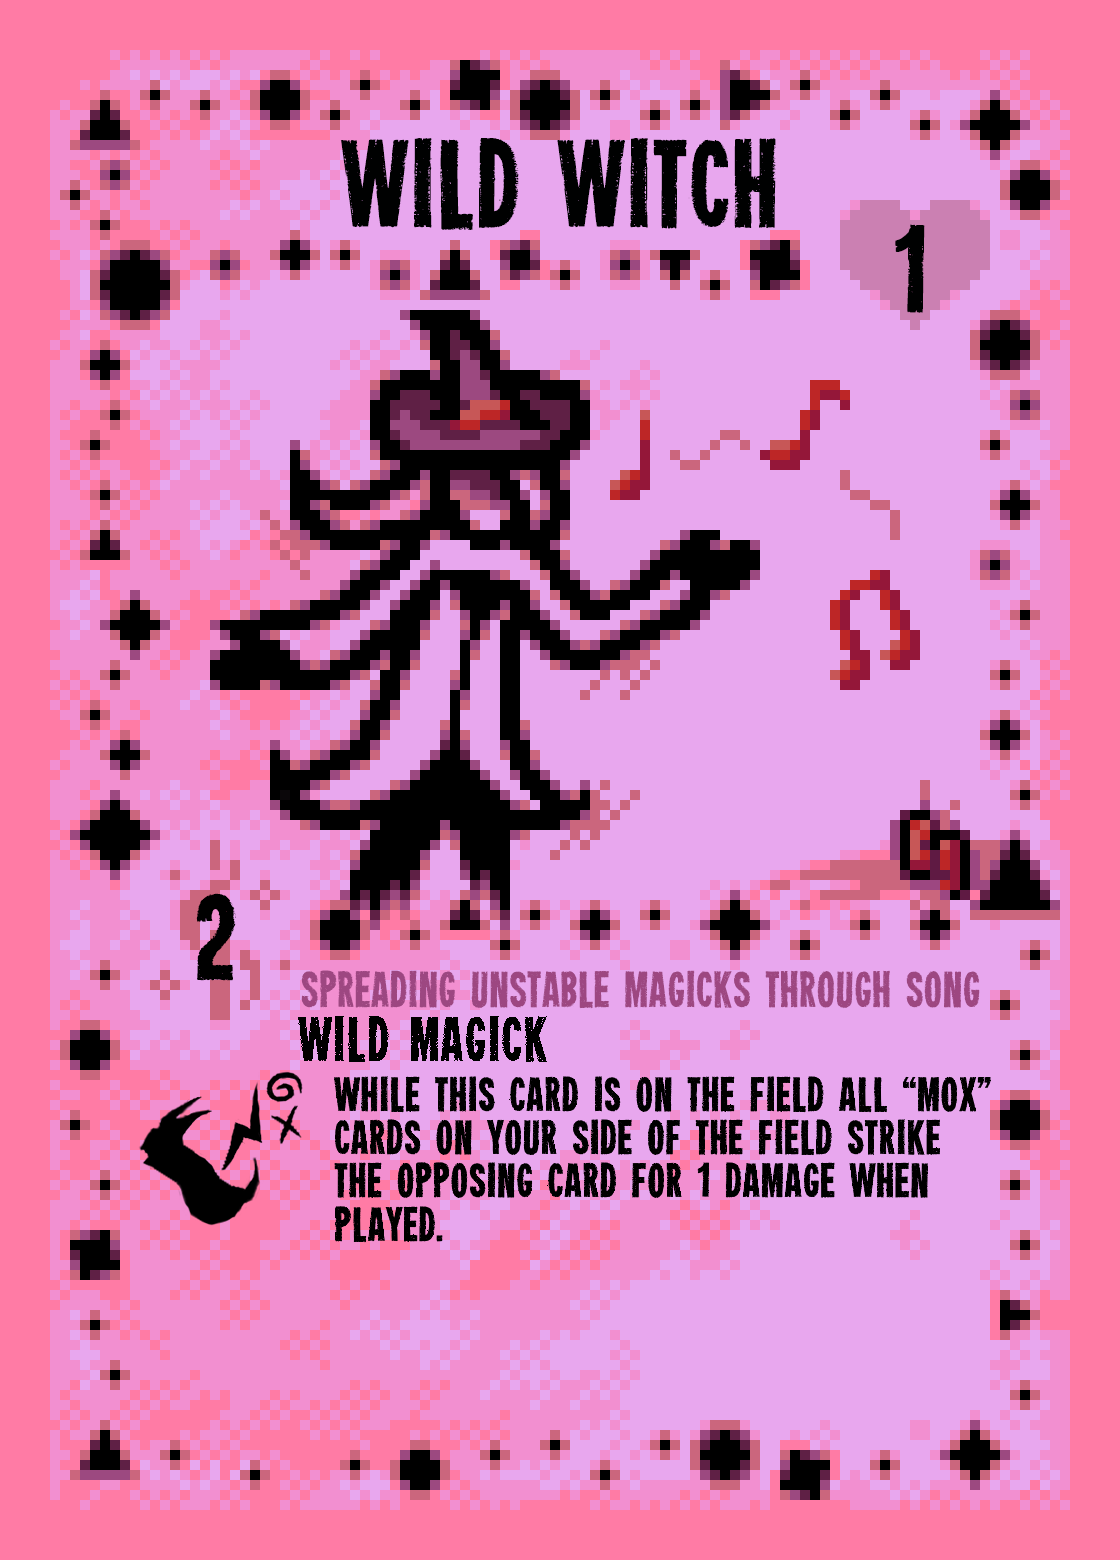 WILD WITCH
1
2
SPREADING UNSTABLE MAGICKS THROUGH SONG
WILD MAGICK
WHILE THIS CARD IS ON THE FIELD ALL “MOX”
CARDS ON YOUR SIDE OF THE FIELD STRIKE
THE OPPOSING CARD FOR 1 DAMAGE WHEN
PLAYED.